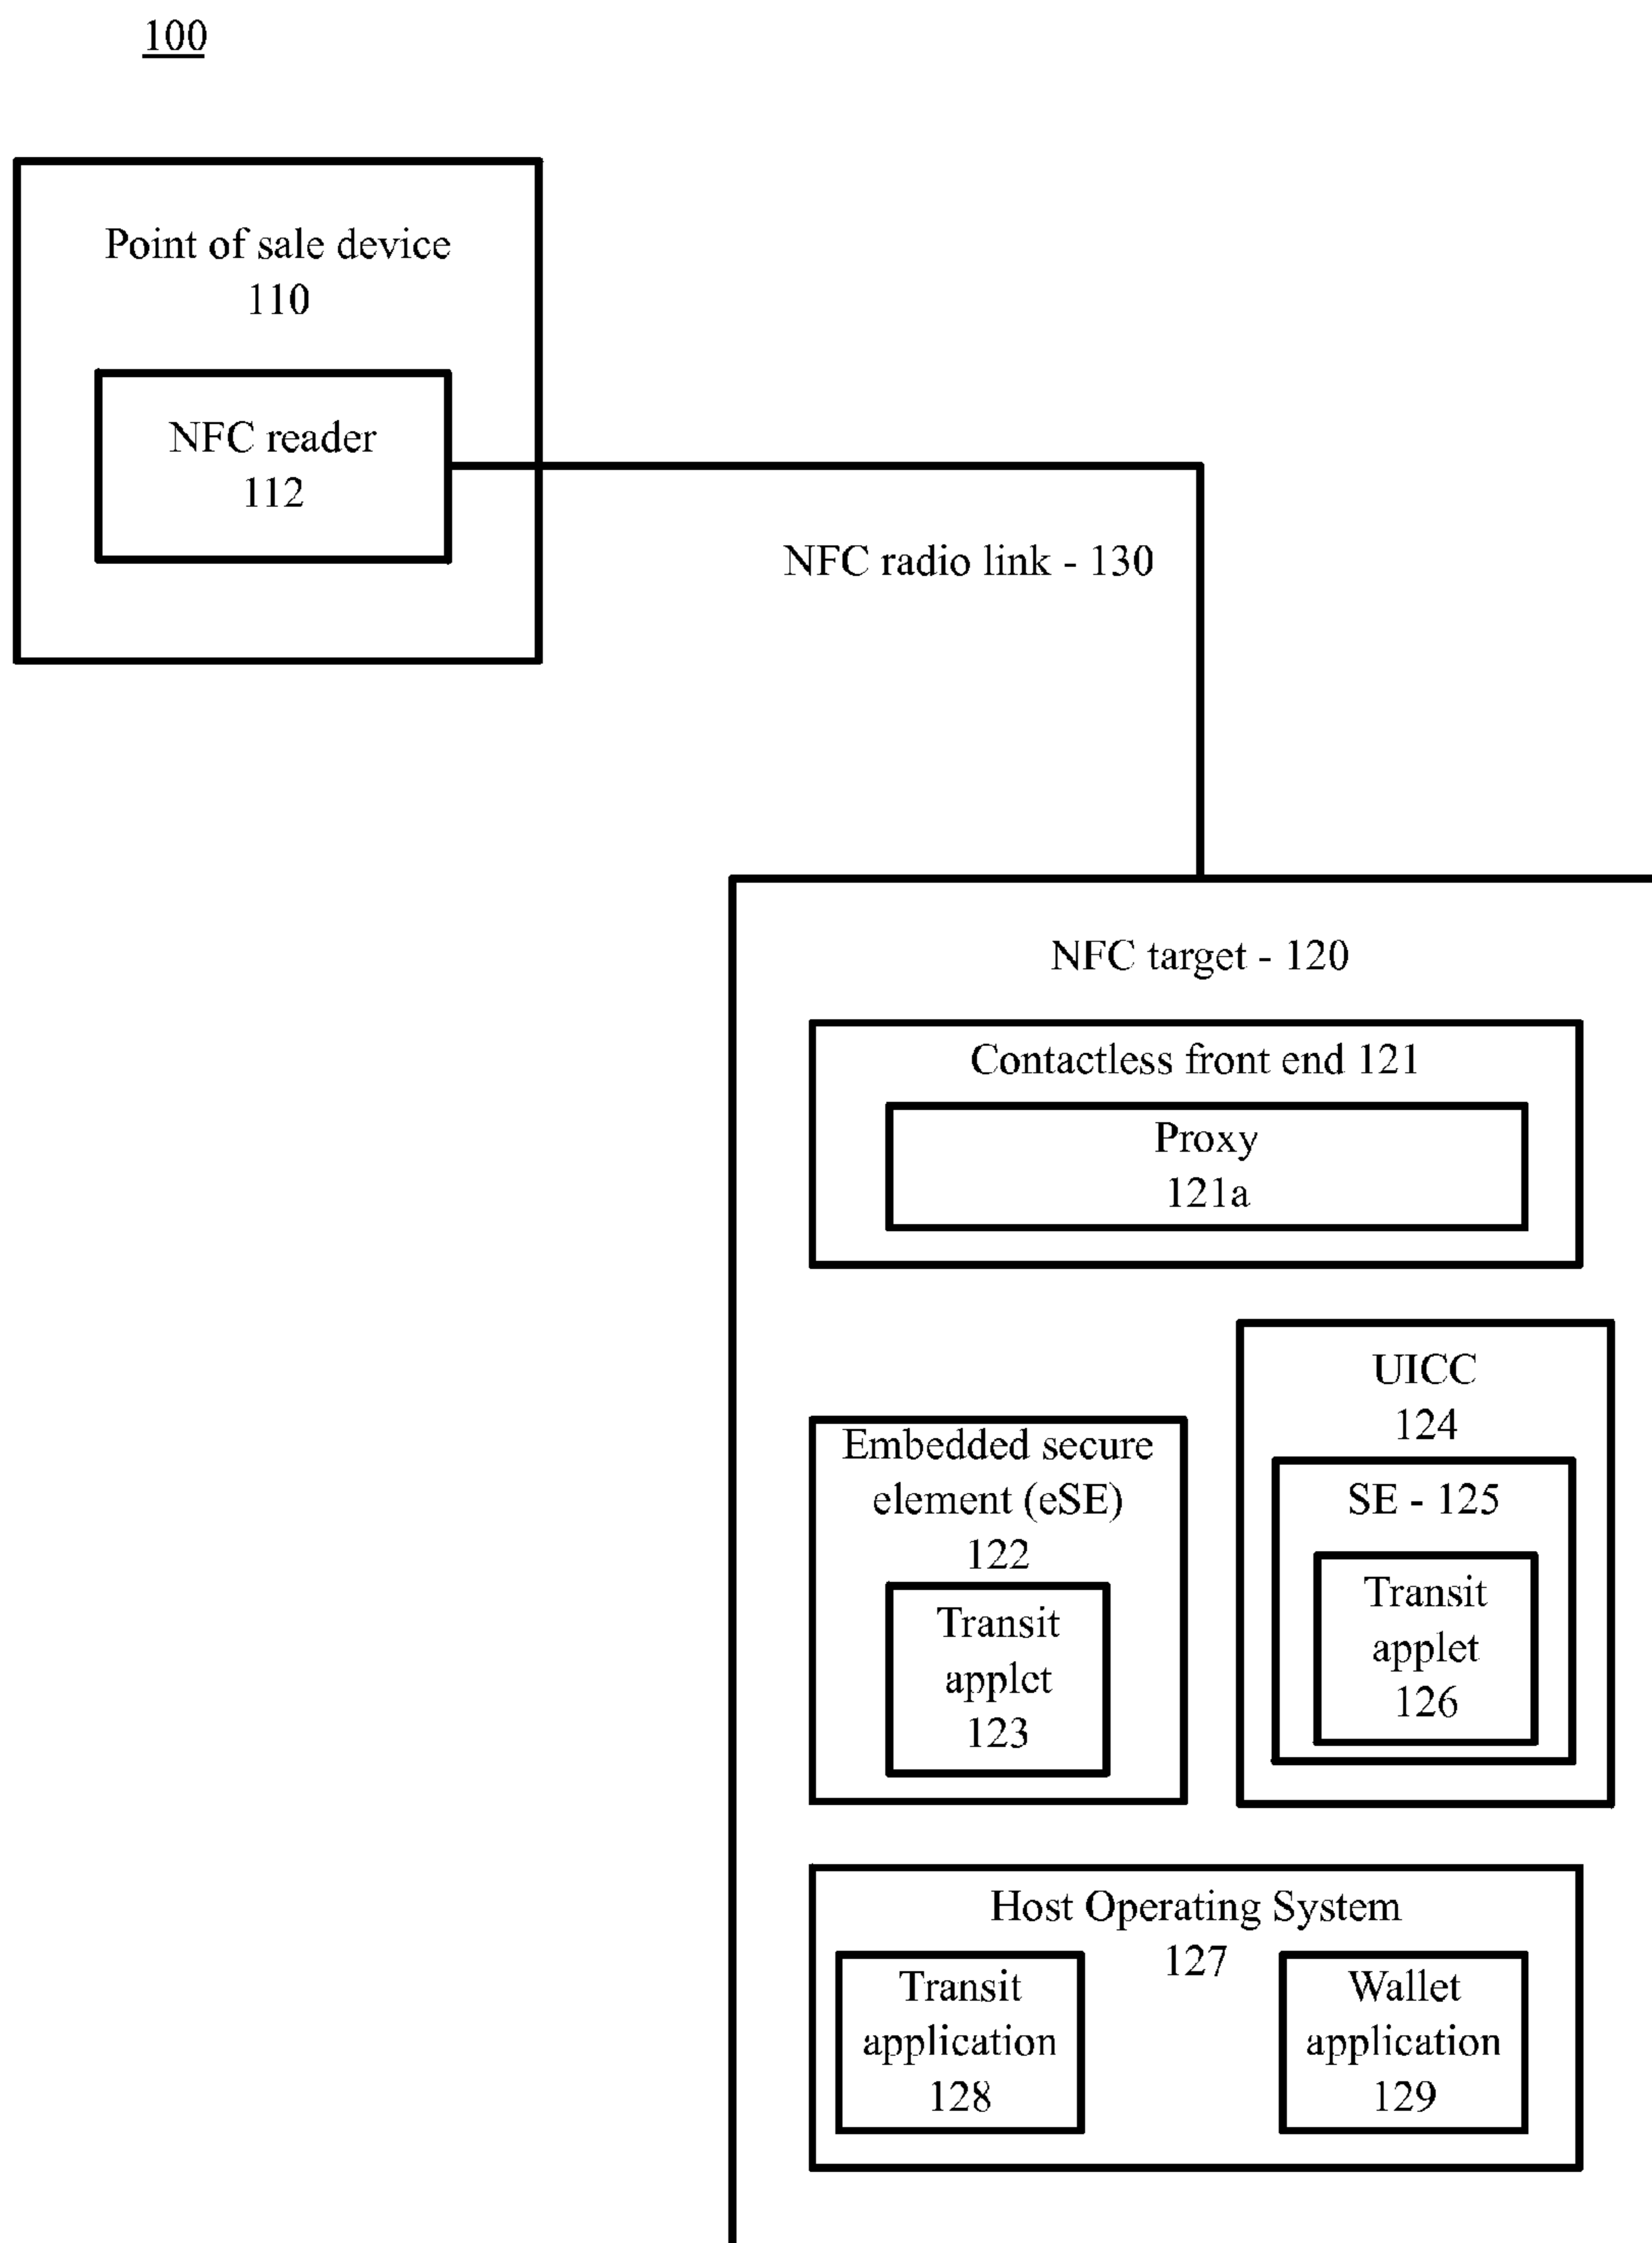 100
Point of sale device
110
NFC reader
112
NFC radio link - 130
NFC target - 120
Contactless front end 121
Proxy
121a
UICC
124
SE - 125
Transit
applet
126
Embedded secure
element (eSE)
122
Transit
applet
123
Host Operating System
127
Transit
application
128
Wallet
application
129